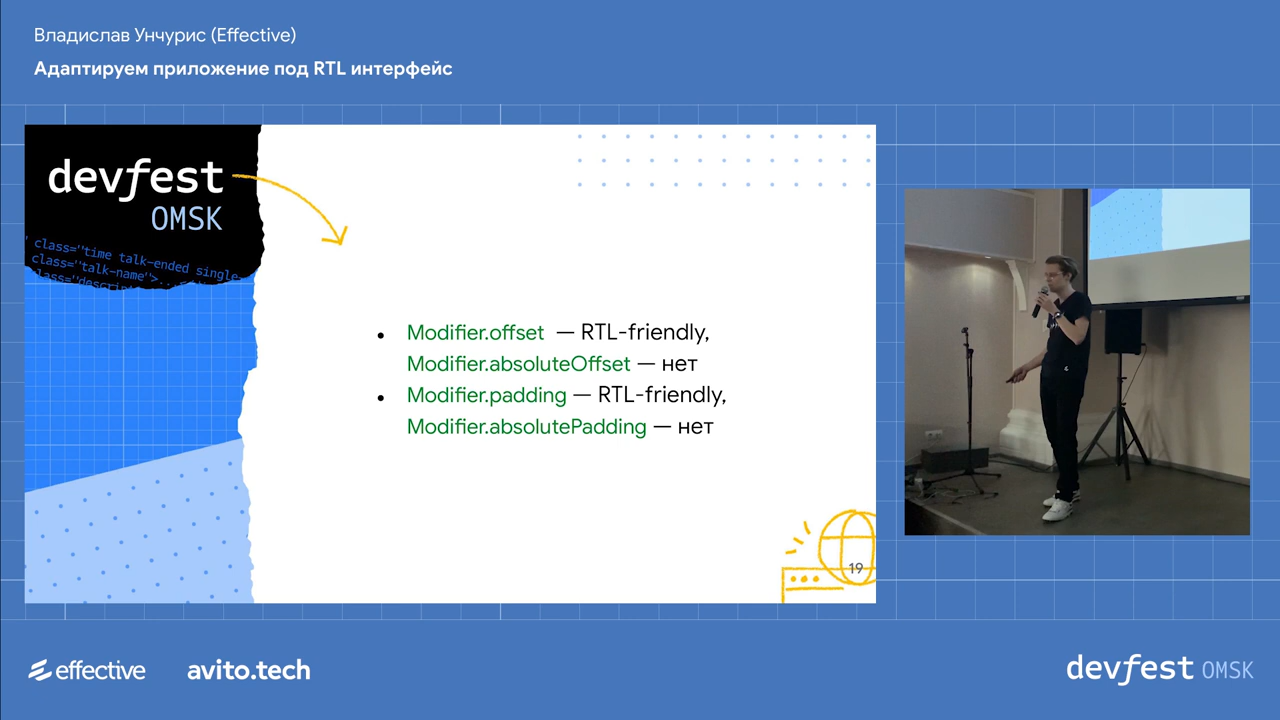 Владислав Унчурис (Effective)
Адаптируем приложение под RTL интерфейс
devfest
OMSK
class="time talk-ended single-
class="talk-name">...
class="descript
• Modifier.offset — RTL-friendly,
Modifier.absoluteOffset — нет
• Modifier.padding — RTL-friendly,
Modifier.absolutePadding — нет
19
effective
avito.tech
devfest OMSK